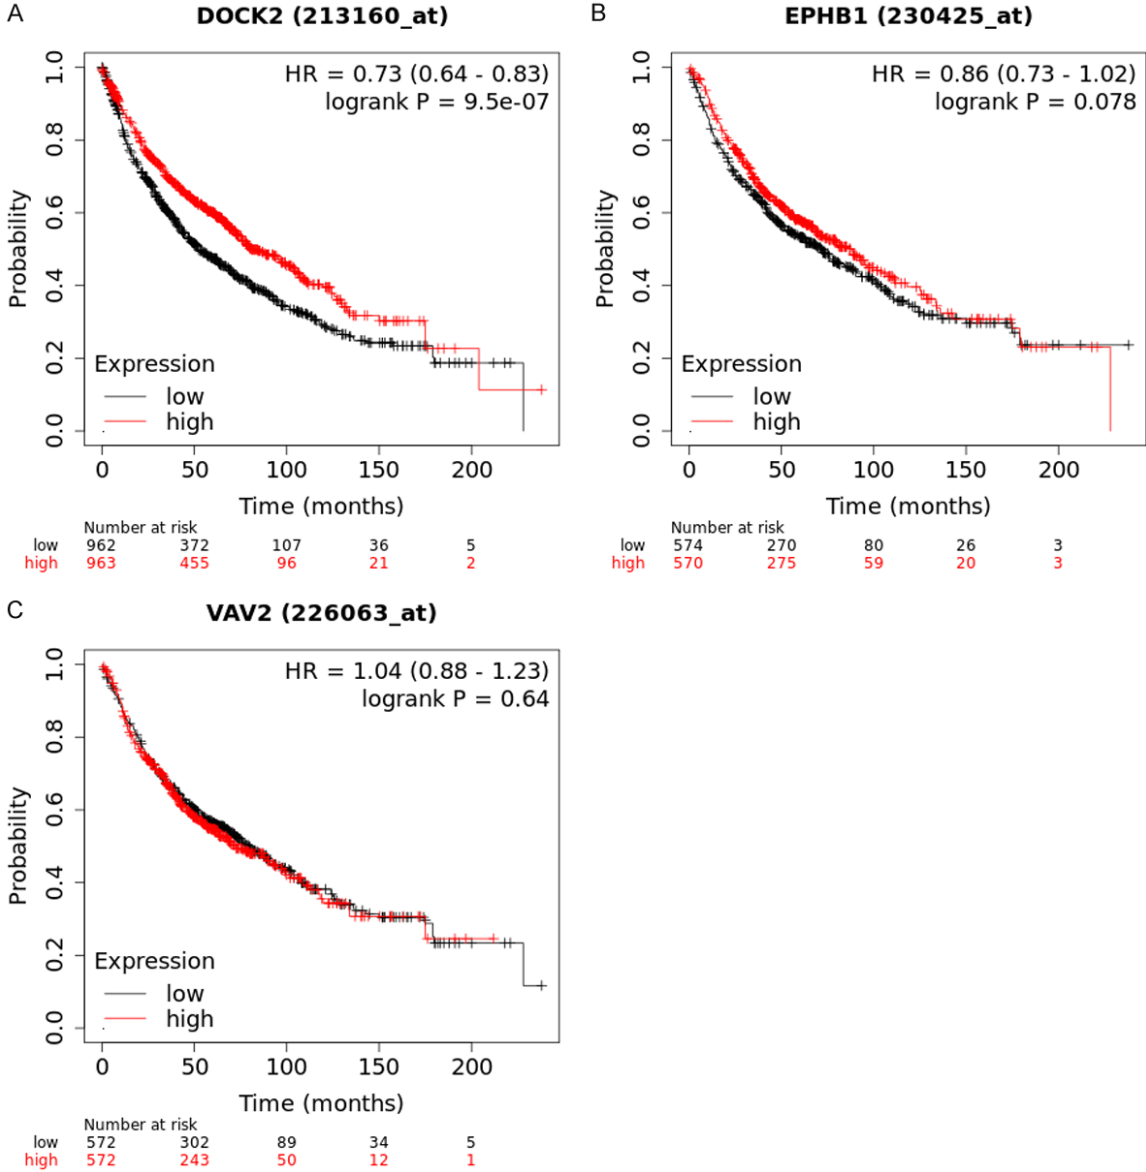 A
DOCK2 (213160_at)
HR = 0.73 (0.64 - 0.83)
logrank P = 9.5e-07
Probability
1.0
0.8
0.6
0.4
0.2
0.0
Expression
low
high
0 50 100 150 200
Time (months)
Number at risk
low 962 372 107 36 5
high 963 455 96 21 2
B
EPHB1 (230425_at)
HR = 0.86 (0.73 - 1.02)
logrank P = 0.078
Probability
1.0
0.8
0.6
0.4
0.2
0.0
Expression
low
high
0 50 100 150 200
Time (months)
Number at risk
low 574 270 80 26 3
high 570 275 59 20 3
C
VAV2 (226063_at)
HR = 1.04 (0.88 - 1.23)
logrank P = 0.64
Probability
1.0
0.8
0.6
0.4
0.2
0.0
Expression
low
high
0 50 100 150 200
Time (months)
Number at risk
low 572 302 89 34 5
high 572 243 50 12 1